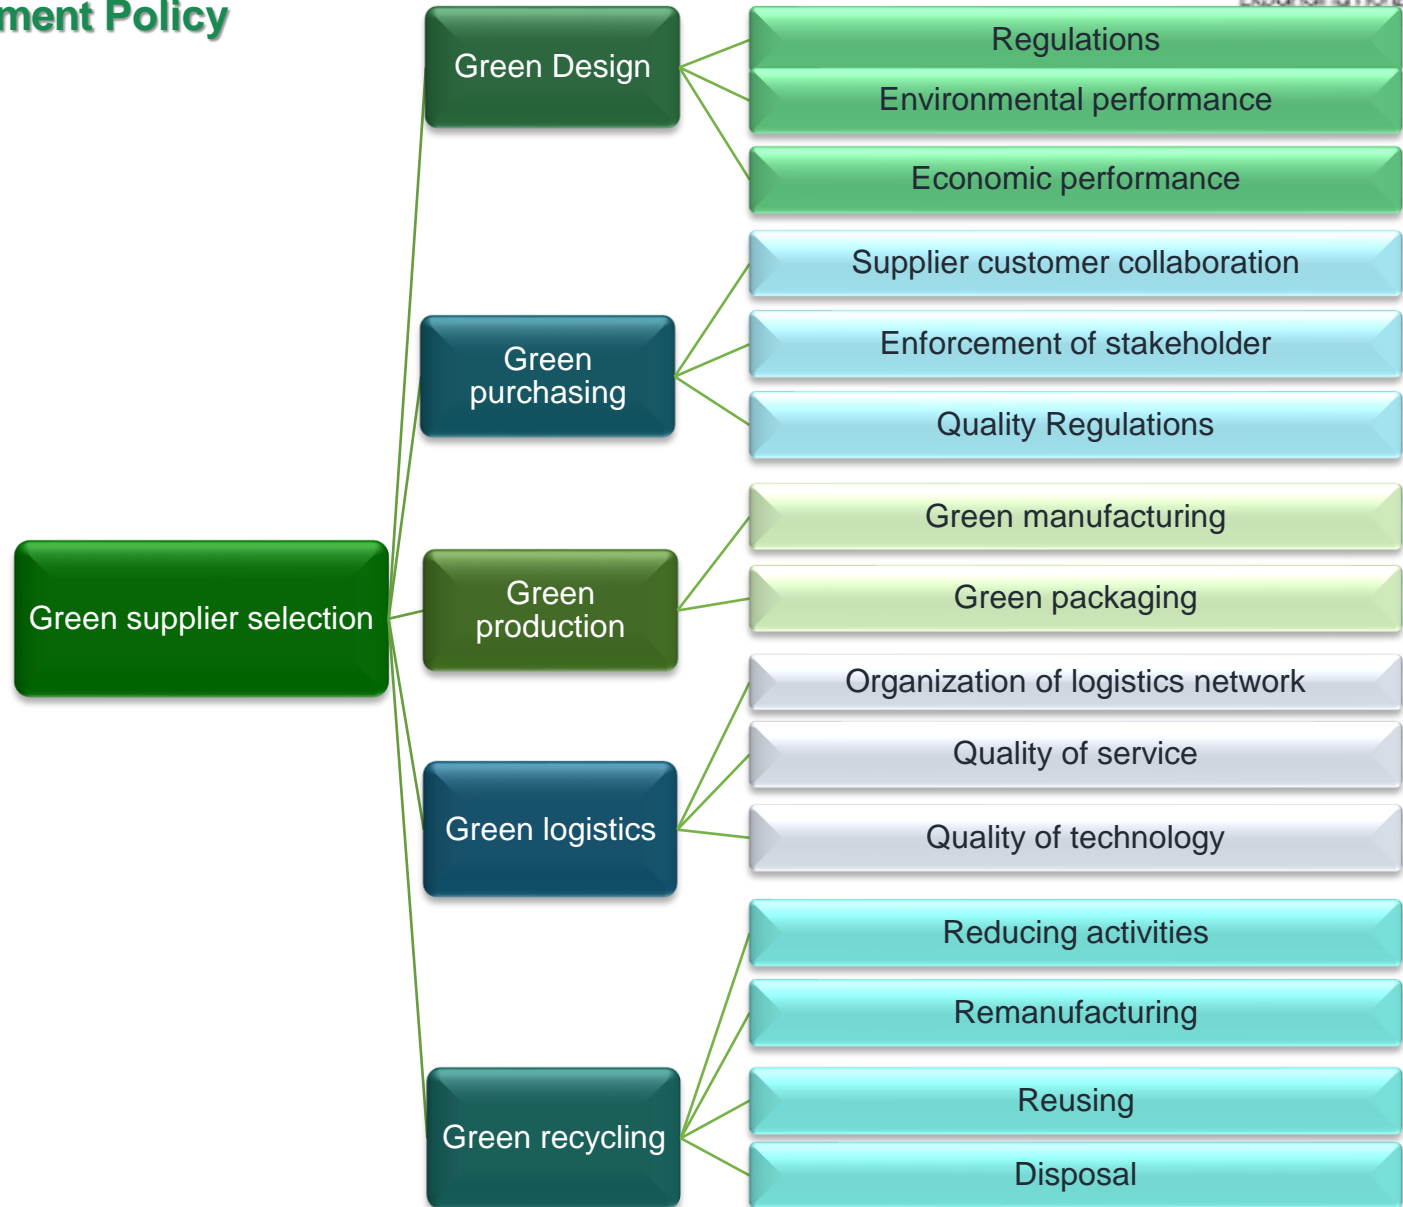 ment Policy
Green Design
Regulations
Environmental performance
Economic performance
Green
purchasing
Supplier customer collaboration
Enforcement of stakeholder
Quality Regulations
Green supplier selection
Green
production
Green manufacturing
Green packaging
Green logistics
Organization of logistics network
Quality of service
Quality of technology
Green recycling
Reducing activities
Remanufacturing
Reusing
Disposal